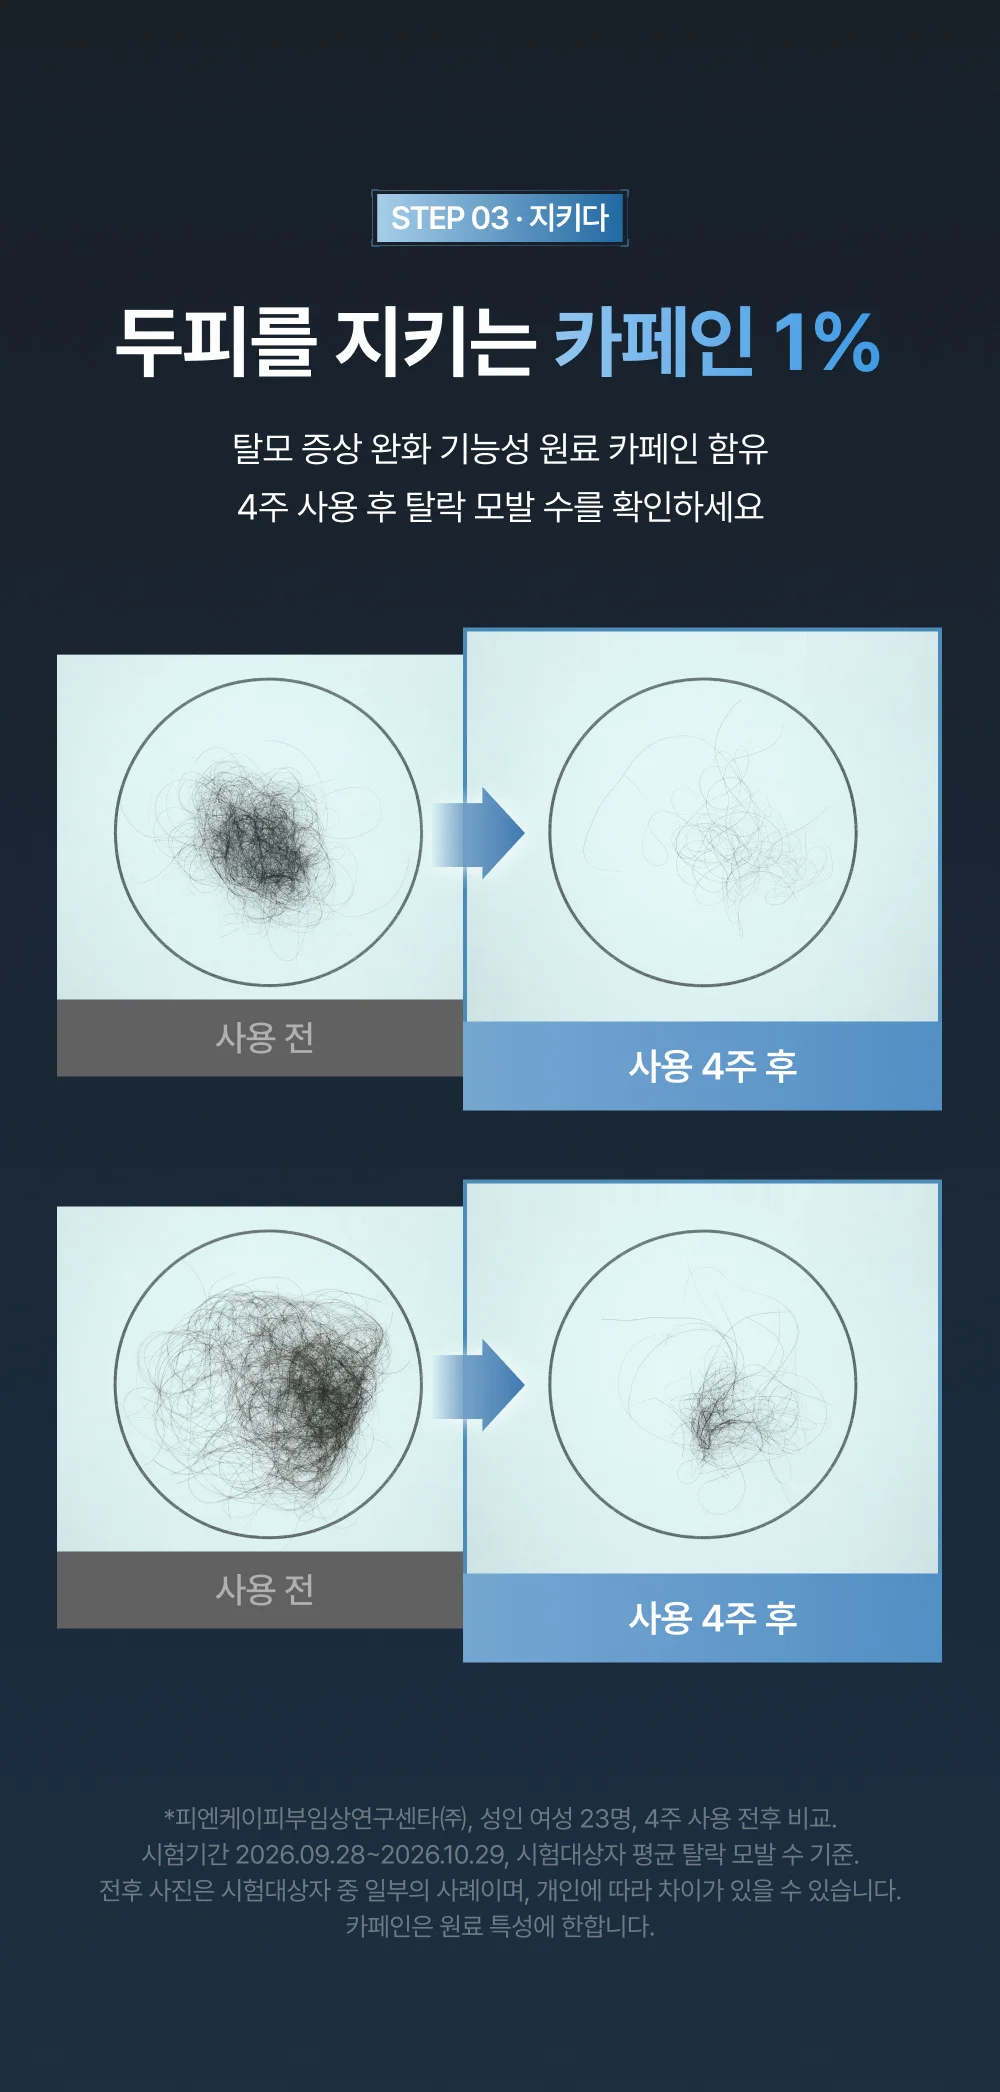 STEP 03 · 지키다
두피를 지키는 카페인 1%
탈모 증상 완화 기능성 원료 카페인 함유
4주 사용 후 탈락 모발 수를 확인하세요
사용 전
사용 4주 후
사용 전
사용 4주 후
*피엔케이피부임상연구센타㈜, 성인 여성 23명, 4주 사용 전후 비교.
시험기간 2026.09.28~2026.10.29, 시험대상자 평균 탈락 모발 수 기준.
전후 사진은 시험대상자 중 일부의 사례이며, 개인에 따라 차이가 있을 수 있습니다.
카페인은 원료 특성에 한합니다.